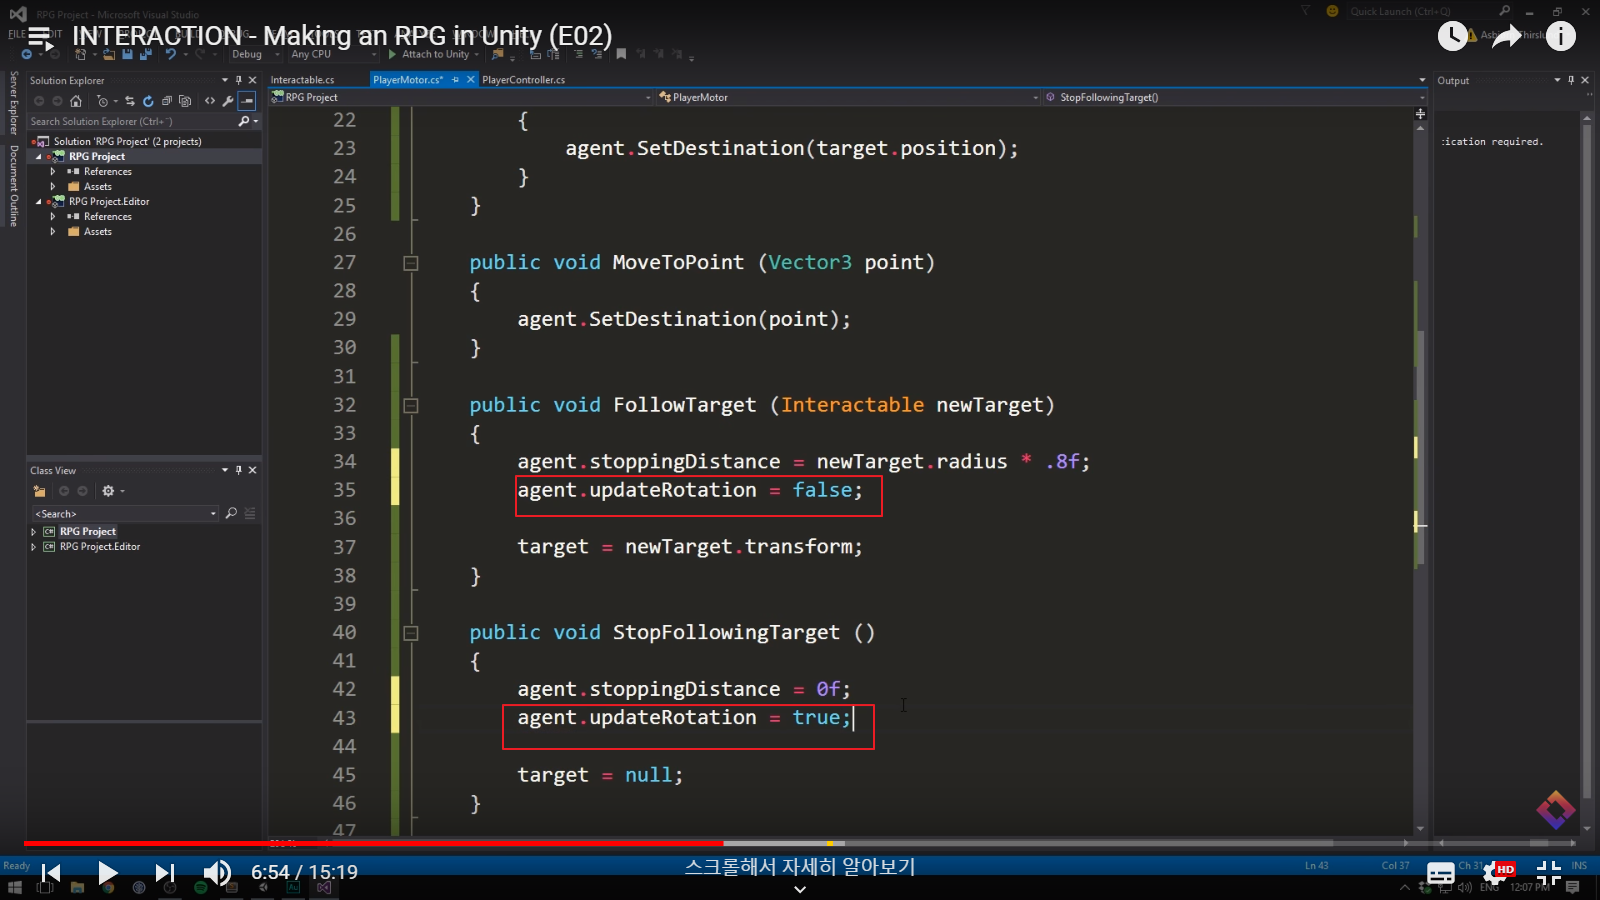 RPG Project - Microsoft Visual Studio
Quick Launch (Ctrl+Q)
INTERACTION - Making an RPG in Unity (E02)
Debug
Any CPU
Attach to Unity
Server Explorer
Document Outline
Solution Explorer
Search Solution Explorer (Ctrl+¨)
Solution 'RPG Project' (2 projects)
RPG Project
References
Assets
RPG Project.Editor
References
Assets
Class View
<Search>
RPG Project
RPG Project.Editor
Interactable.cs
PlayerMotor.cs*
PlayerController.cs
RPG Project
PlayerMotor
StopFollowingTarget()
22 {
23 agent.SetDestination(target.position);
24 }
25 }
26
27 public void MoveToPoint (Vector3 point)
28 {
29 agent.SetDestination(point);
30 }
31
32 public void FollowTarget (Interactable newTarget)
33 {
34 agent.stoppingDistance = newTarget.radius * .8f;
35 agent.updateRotation = false;
36
37 target = newTarget.transform;
38 }
39
40 public void StopFollowingTarget ()
41 {
42 agent.stoppingDistance = 0f;
43 agent.updateRotation = true;
44
45 target = null;
46 }
47
Output
ication required.
Ready
6:54 / 15:19
스크롤해서 자세히 알아보기
Ln 43
Col 37
Ch 31
INS
HD
ENG
12:07 PM